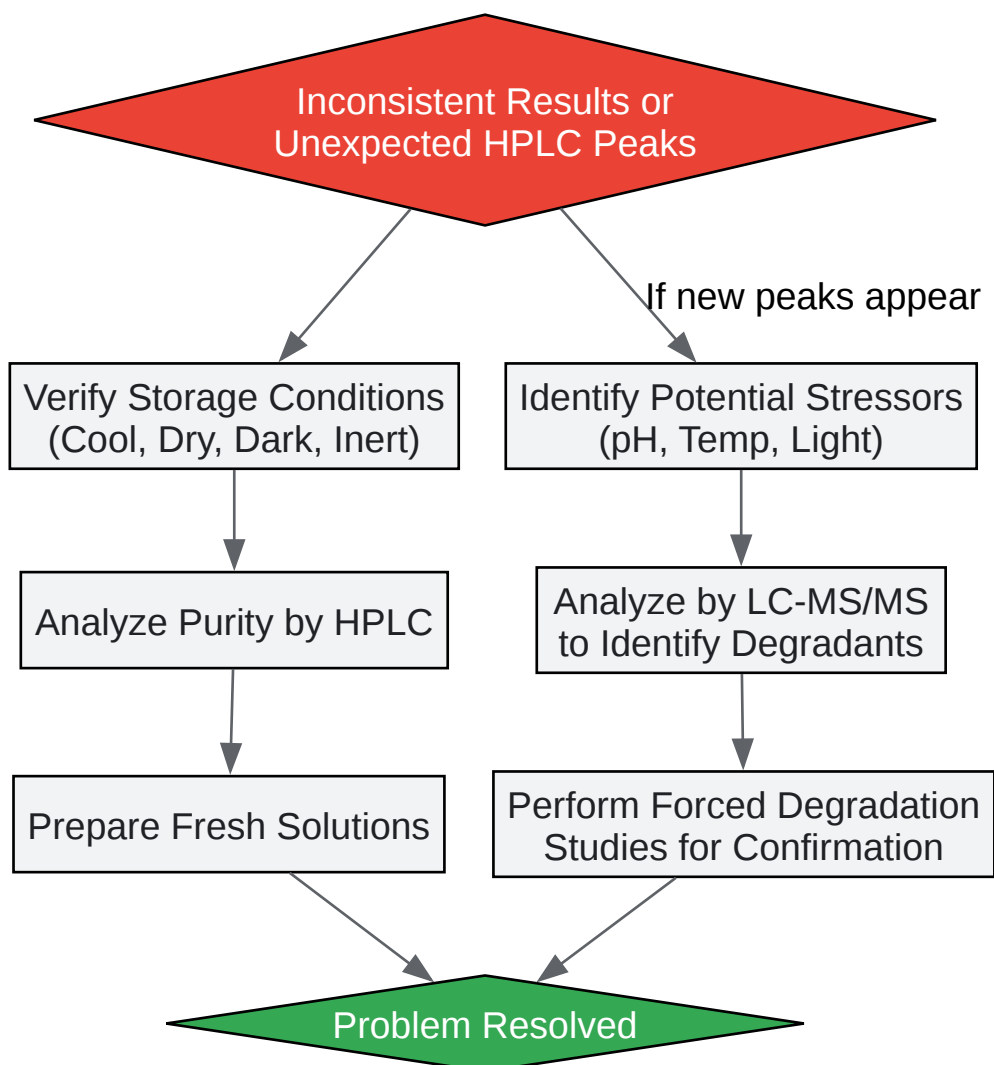 Inconsistent Results or
Unexpected HPLC Peaks
If new peaks appear
Verify Storage Conditions
(Cool, Dry, Dark, Inert)
Identify Potential Stressors
(pH, Temp, Light)
Analyze Purity by HPLC
Analyze by LC-MS/MS
to Identify Degradants
Prepare Fresh Solutions
Perform Forced Degradation
Studies for Confirmation
Problem Resolved